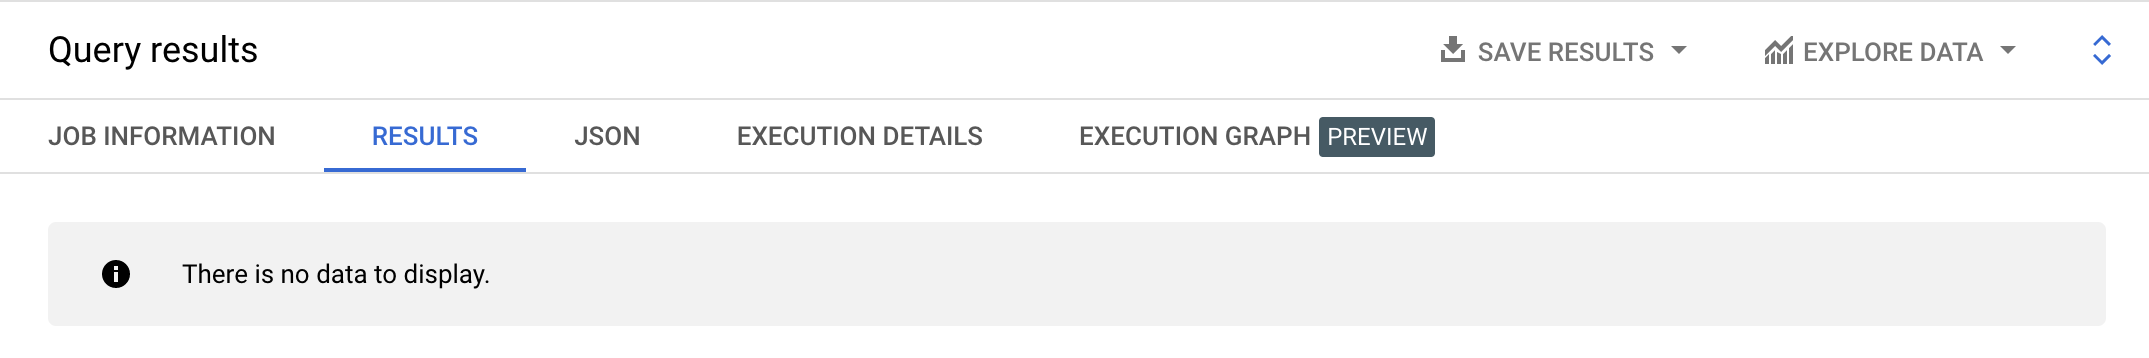 Query results
SAVE RESULTS
EXPLORE DATA
JOB INFORMATION
RESULTS
JSON
EXECUTION DETAILS
EXECUTION GRAPH PREVIEW
There is no data to display.